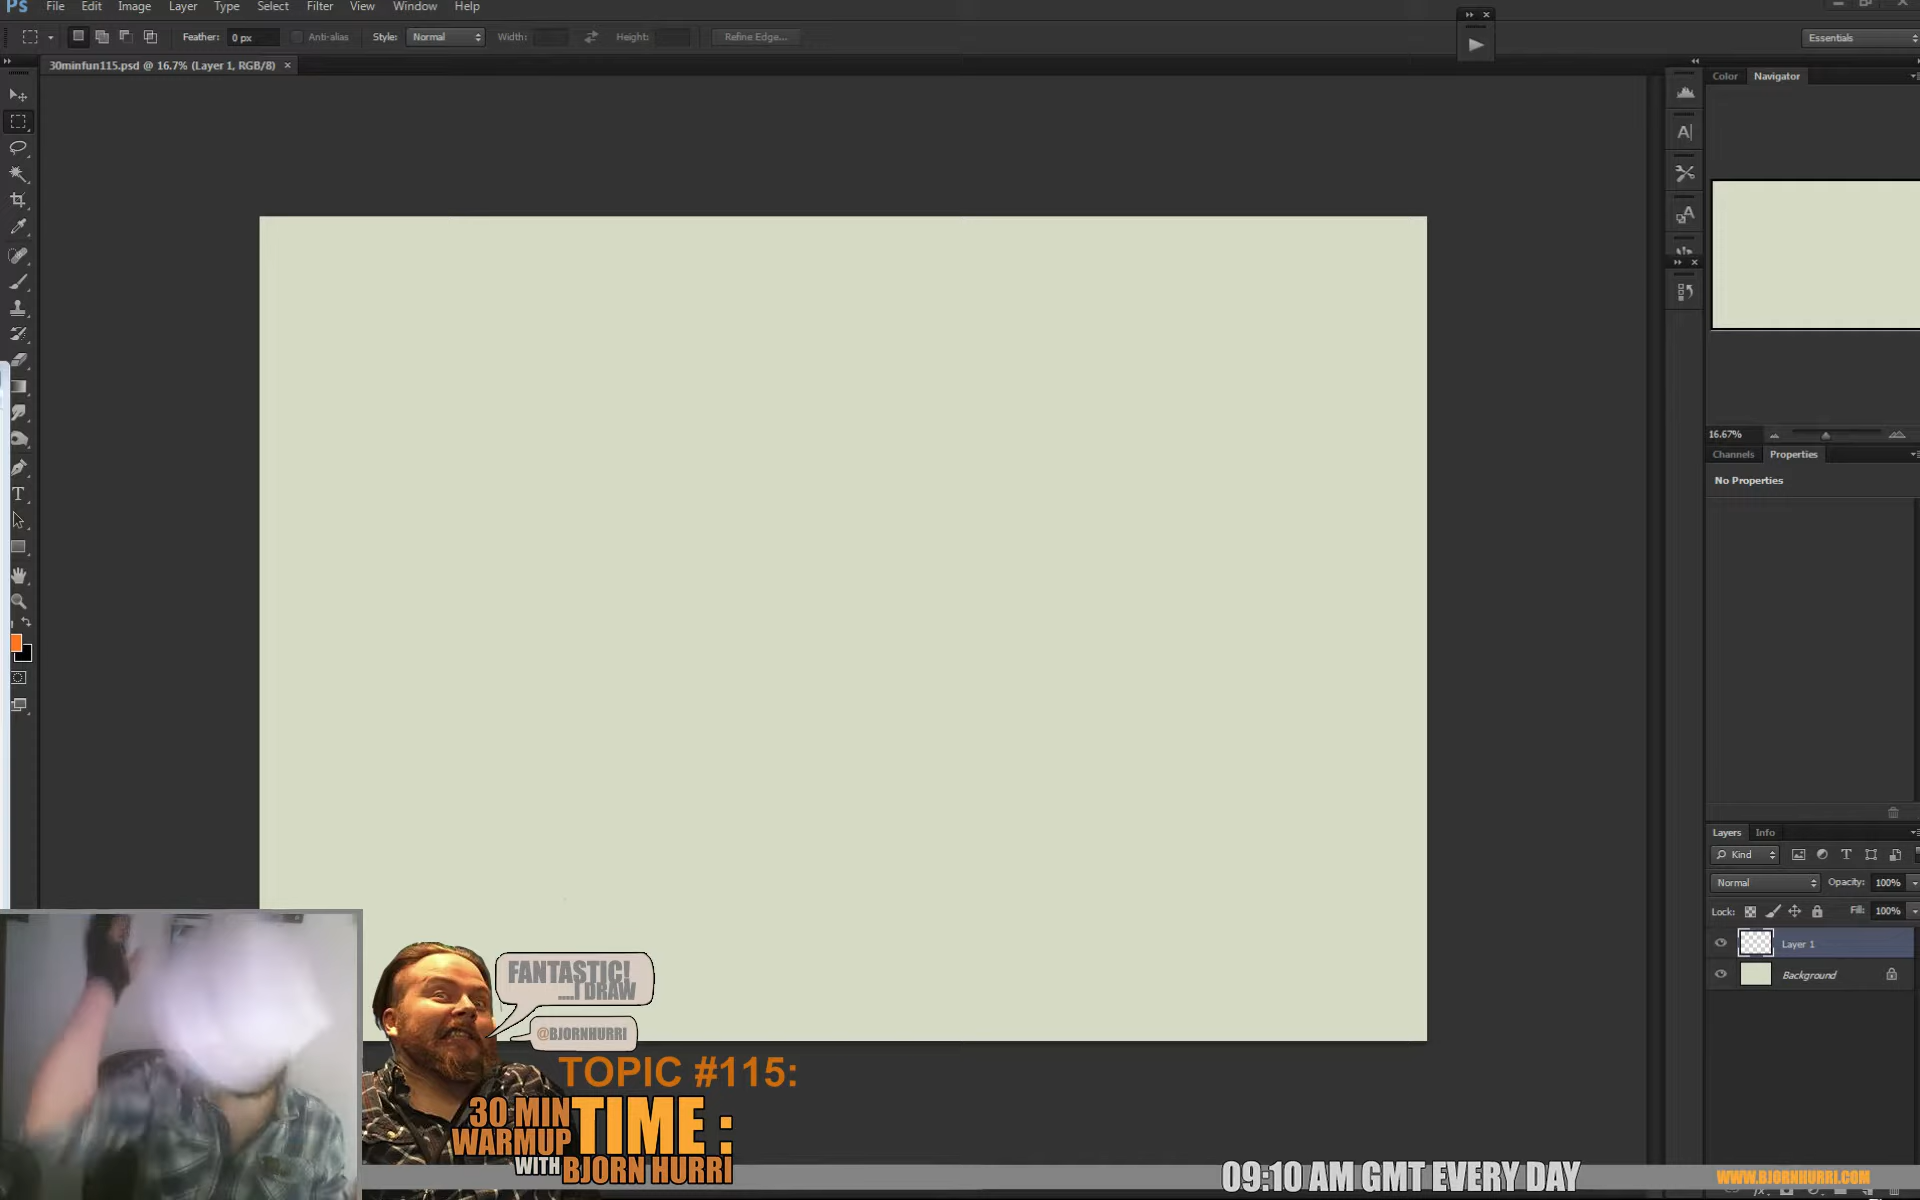 Ps File Edit Image Layer Type Select Filter View Window Help
Feather: 0 px Anti-alias Style: Normal Width: Height: Refine Edge... Essentials
30minfun115.psd @ 16.7% (Layer 1, RGB/8) ×
Color Navigator
16.67%
Channels Properties
No Properties
Layers Info
Kind
Normal Opacity: 100%
Lock: Fill: 100%
Layer 1
Background
FANTASTIC!
....I DRAW
@BJORNHURRI
TOPIC #115:
30 MIN
WARMUP
WITH
TIME :
BJORN HURRI
09:10 AM GMT EVERY DAY
WWW.BJORNHURRI.COM